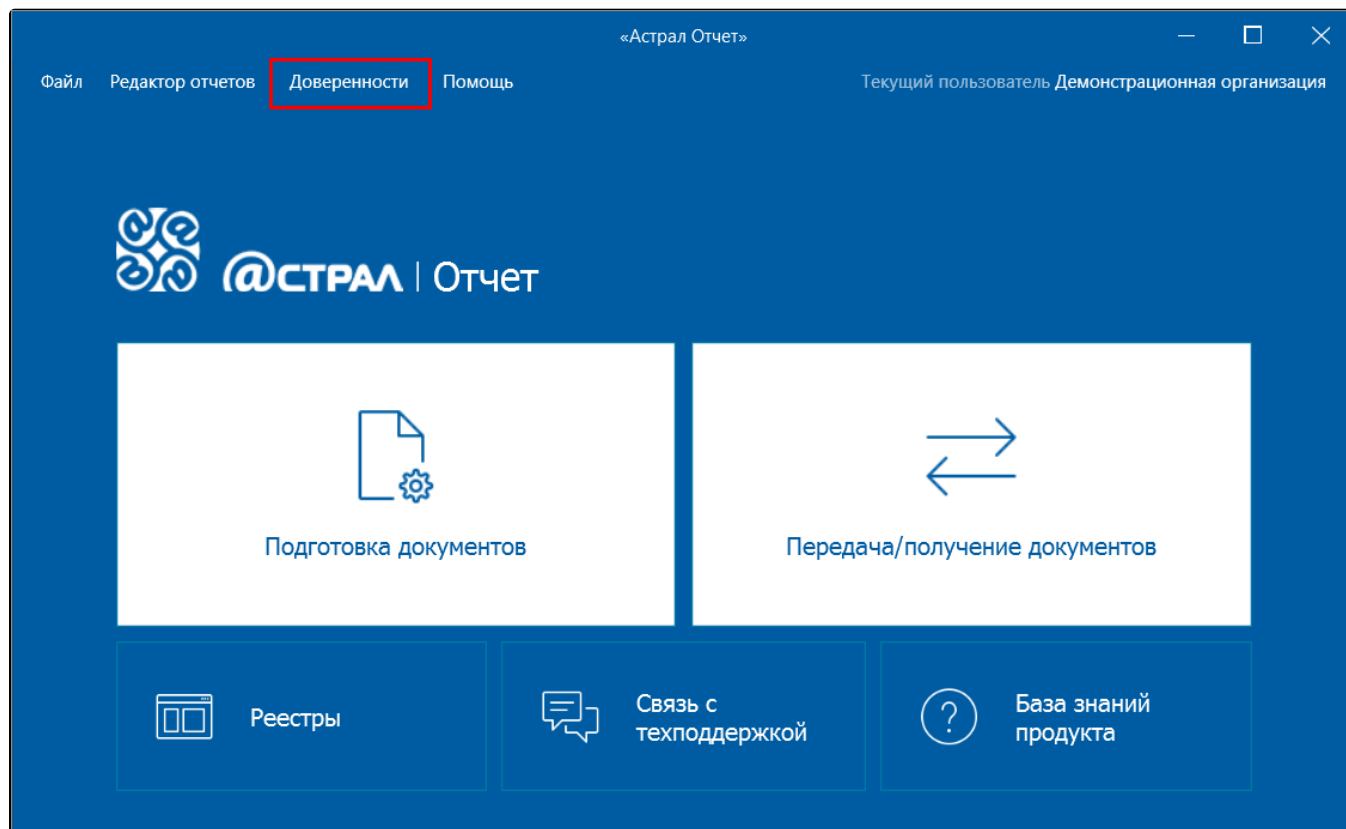 «Астрал Отчет»
Файл Редактор отчетов Доверенности Помощь Текущий пользователь Демонстрационная организация
@СТРАЛ | Отчет
Подготовка документов
Передача/получение документов
Реестры
Связь с
техподдержкой
?
База знаний
продукта